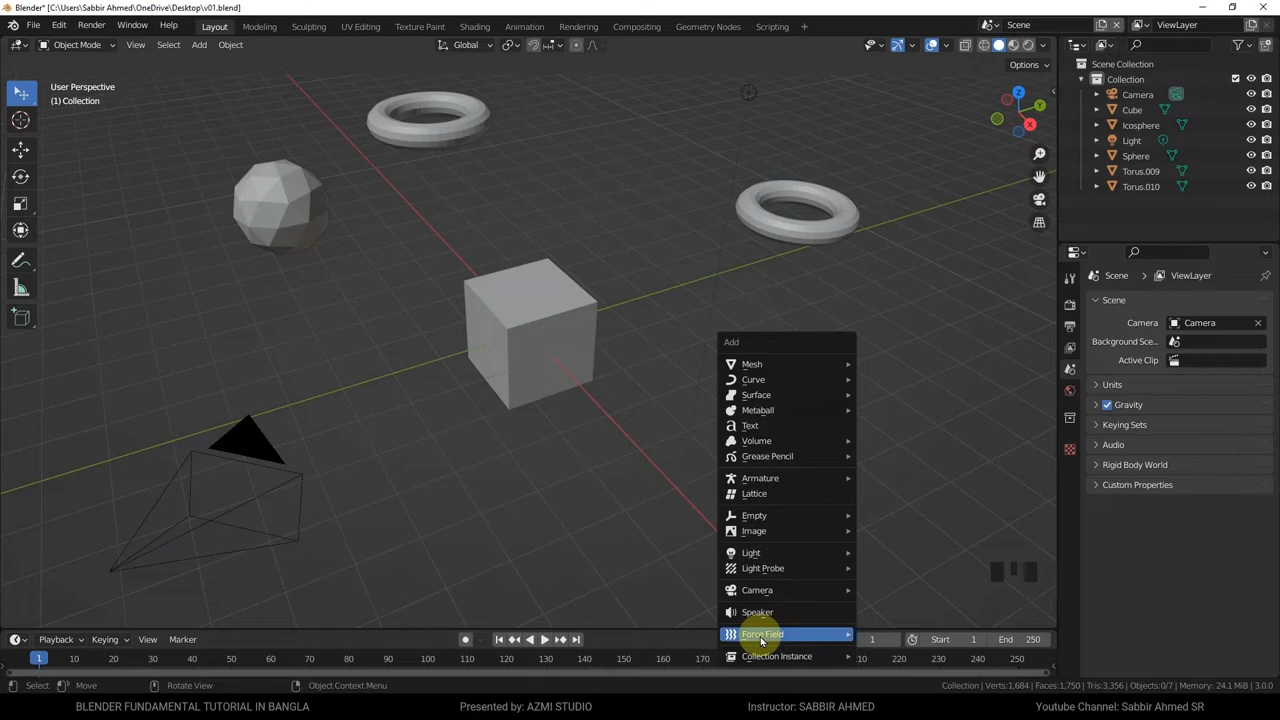 Blender* [C:\Users\Sabbir Ahmed\OneDrive\Desktop\v01.blend]
File Edit Render Window Help Layout Modeling Sculpting UV Editing Texture Paint Shading Animation Rendering Compositing Geometry Nodes Scripting + Scene ViewLayer
Object Mode View Select Add Object Global
Options
User Perspective
(1) Collection
Z
Y
X
Scene Collection
Collection
Camera
Cube
Icosphere
Light
Sphere
Torus.009
Torus.010
Scene ViewLayer
Scene
Camera Camera
Background Sce...
Active Clip
Units
Gravity
Keying Sets
Audio
Rigid Body World
Custom Properties
Add
Mesh
Curve
Surface
Metaball
Text
Volume
Grease Pencil
Armature
Lattice
Empty
Image
Light
Light Probe
Camera
Speaker
Force Field
Collection Instance
Playback Keying View Marker 1 Start 1 End 250
1 10 20 30 40 50 60 70 80 90 100 110 120 130 140 150 160 170 220 230 240 250
Select Move Rotate View Object Context Menu Collection | Verts:1,684 | Faces:1,750 | Tris:3,356 | Objects:0/7 | Memory: 24.1 MiB | 3.0.0
BLENDER FUNDAMENTAL TUTORIAL IN BANGLA Presented by: AZMI STUDIO Instructor: SABBIR AHMED Youtube Channel: Sabbir Ahmed SR